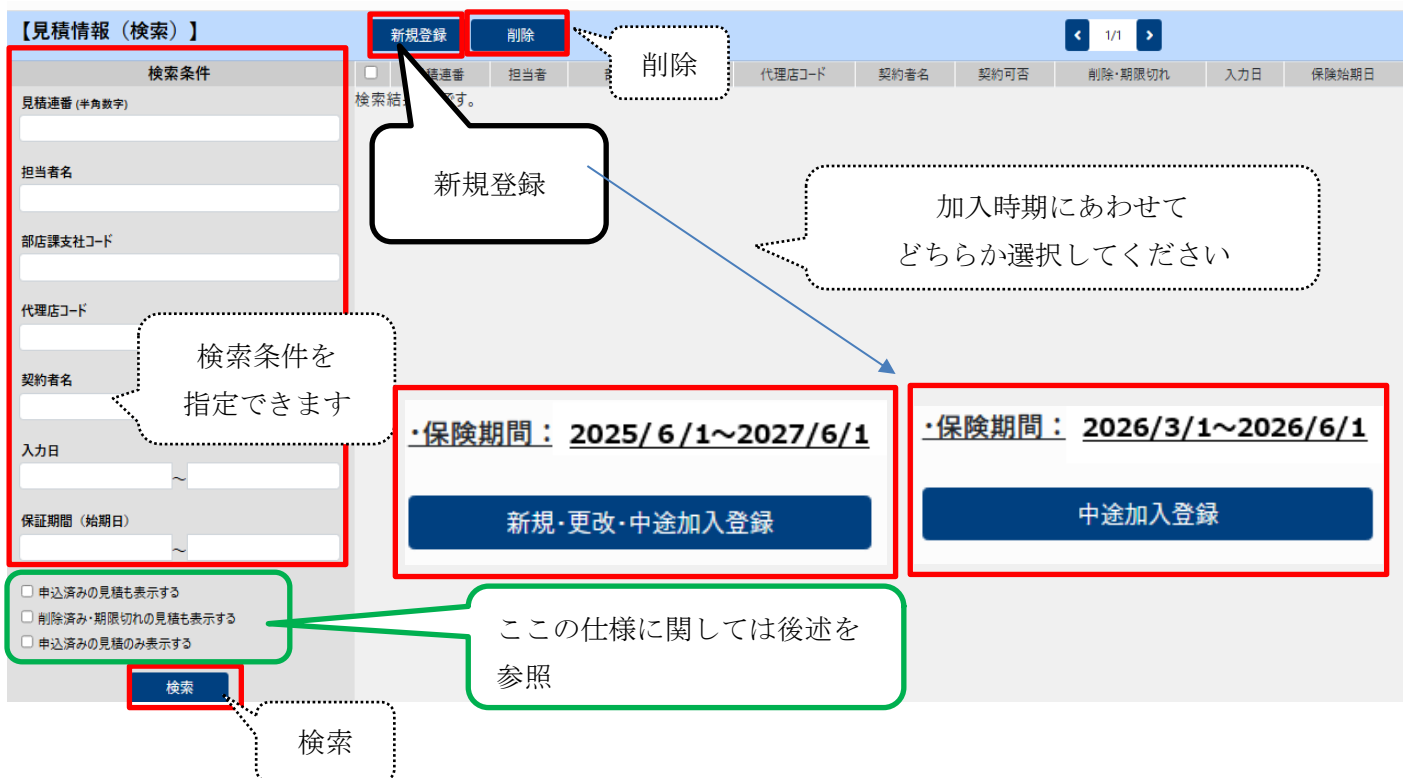 【見積情報（検索）】
新規登録
削除
1/1
削除
検索条件
積連番
担当者
代理店コード
契約者名
契約可否
削除・期限切れ
入力日
保険始期日
見積連番 (半角数字)
検索結
です。
新規登録
担当者名
加入時期にあわせて
どちらか選択してください
部店課支社コード
代理店コード
検索条件を
指定できます
契約者名
・保険期間： 2025/6/1～2027/6/1
新規・更改・中途加入登録
・保険期間： 2026/3/1～2026/6/1
中途加入登録
入力日
～
保証期間（始期日）
～
申込済みの見積も表示する
削除済み・期限切れの見積も表示する
申込済みの見積のみ表示する
ここの仕様に関しては後述を
参照
検索
検索